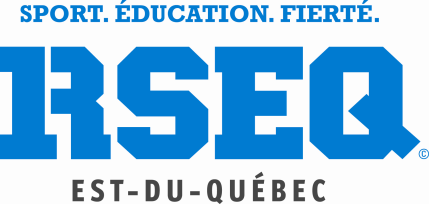 SPORT. ÉDUCATION. FIERTÉ.
RSEQ©
EST-DU-QUÉBEC